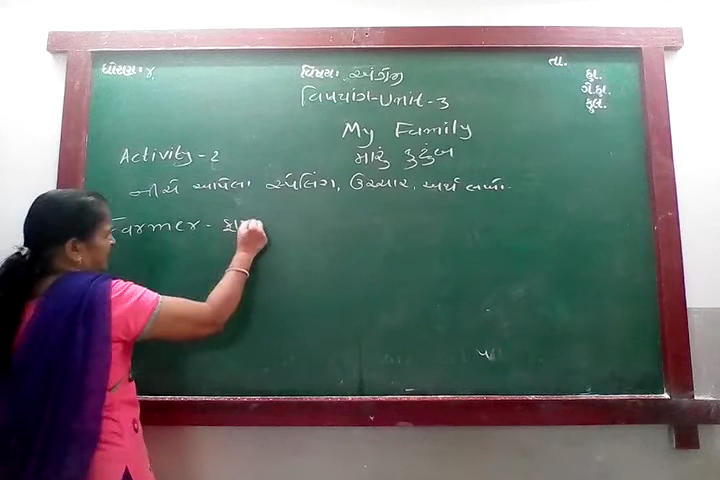 ધોરણ: ૪
વિષય: અંગ્રેજી
તા.
વિષયાંગ-Unit-3
હા.
ગે.હા.
કુલ.
My Family
મારું કુટુંબ
Activity-2
નીચે આપેલા સ્પેલિંગ, ઉચ્ચાર, અર્થ લખો.
Farmer - ફા